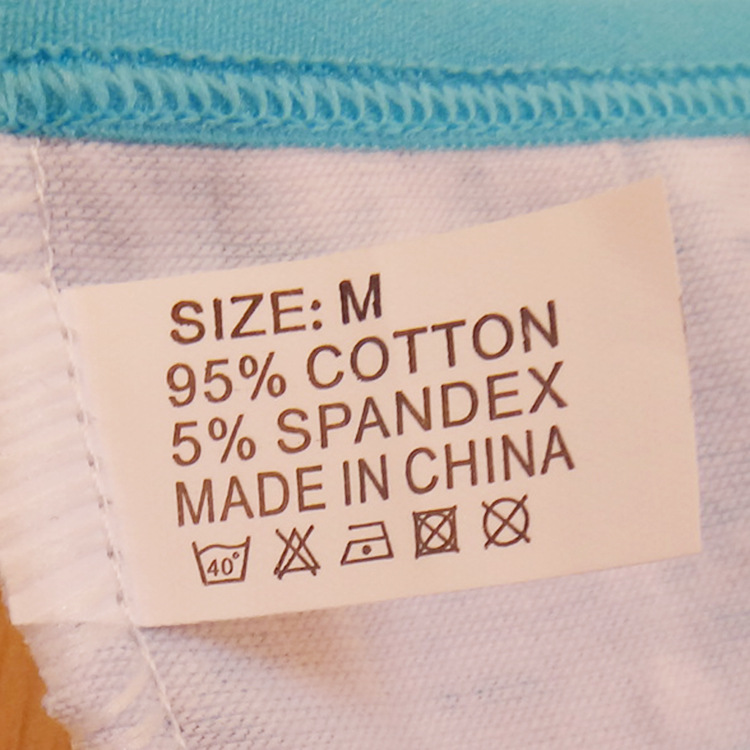 SIZE: M
95% COTTON
5% SPANDEX
MADE IN CHINA
40°